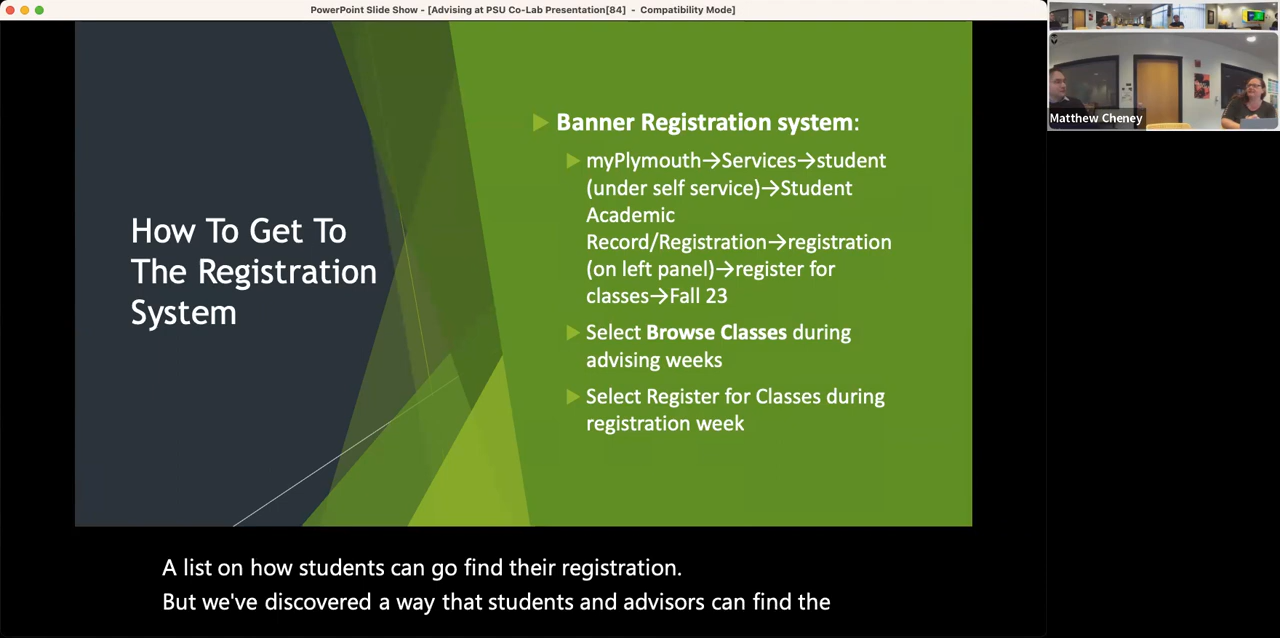 PowerPoint Slide Show - [Advising at PSU Co-Lab Presentation[84] - Compatibility Mode]
How To Get To
The Registration
System
Banner Registration system:
myPlymouth→Services→student
(under self service)→Student
Academic
Record/Registration→registration
(on left panel)→register for
classes→Fall 23
Select Browse Classes during
advising weeks
Select Register for Classes during
registration week
Matthew Cheney
A list on how students can go find their registration.
But we've discovered a way that students and advisors can find the